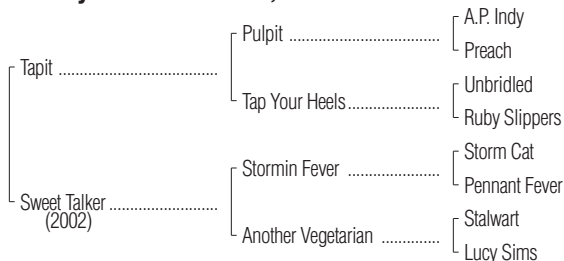 A.P. Indy
Pulpit ........................................
Preach
Tapit ..........................................
Unbridled
Tap Your Heels........................
Ruby Slippers
Storm Cat
Stormin Fever ........................
Pennant Fever
Sweet Talker ............................
(2002)
Stalwart
Another Vegetarian ...............
Lucy Sims